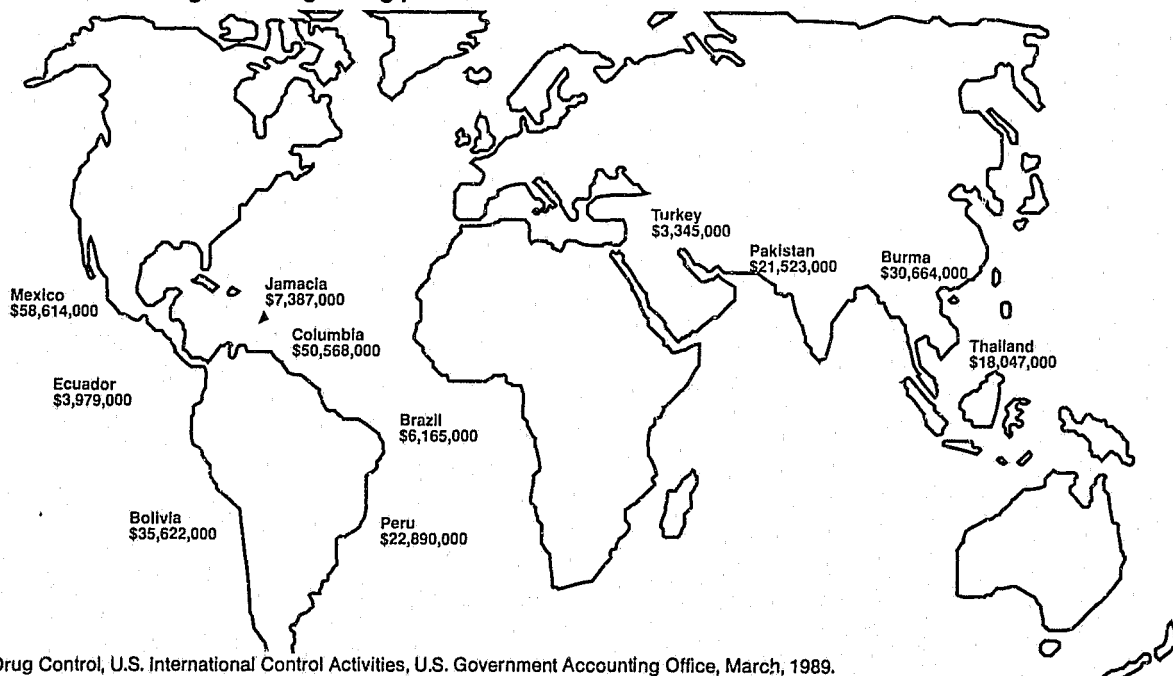 Turkey
$3,345,000
Pakistan
$21,523,000
Burma
$30,664,000
Jamacia
$7,387,000
Mexico
$58,614,000
Columbia
$50,568,000
Thailand
$18,047,000
Ecuador
$3,979,000
Brazil
$6,165,000
Bolivia
$35,622,000
Peru
$22,890,000
Drug Control, U.S. International Control Activities, U.S. Government Accounting Office, March, 1989.